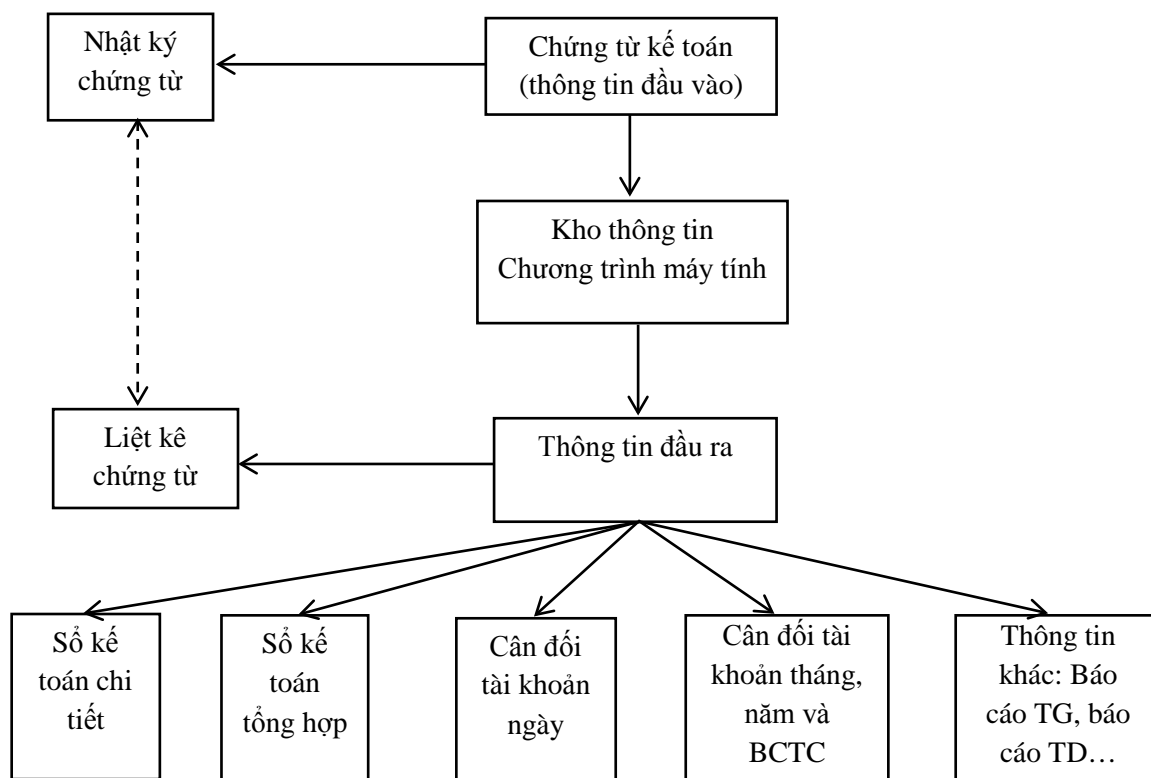 Nhật ký
chứng từ
Chứng từ kế toán
(thông tin đầu vào)
Kho thông tin
Chương trình máy tính
Liệt kê
chứng từ
Thông tin đầu ra
Sổ kế
toán chi
tiết
Sổ kế
toán
tổng hợp
Cân đối
tài khoản
ngày
Cân đối tài
khoản tháng,
năm và
BCTC
Thông tin
khác: Báo
cáo TG, báo
cáo TD…